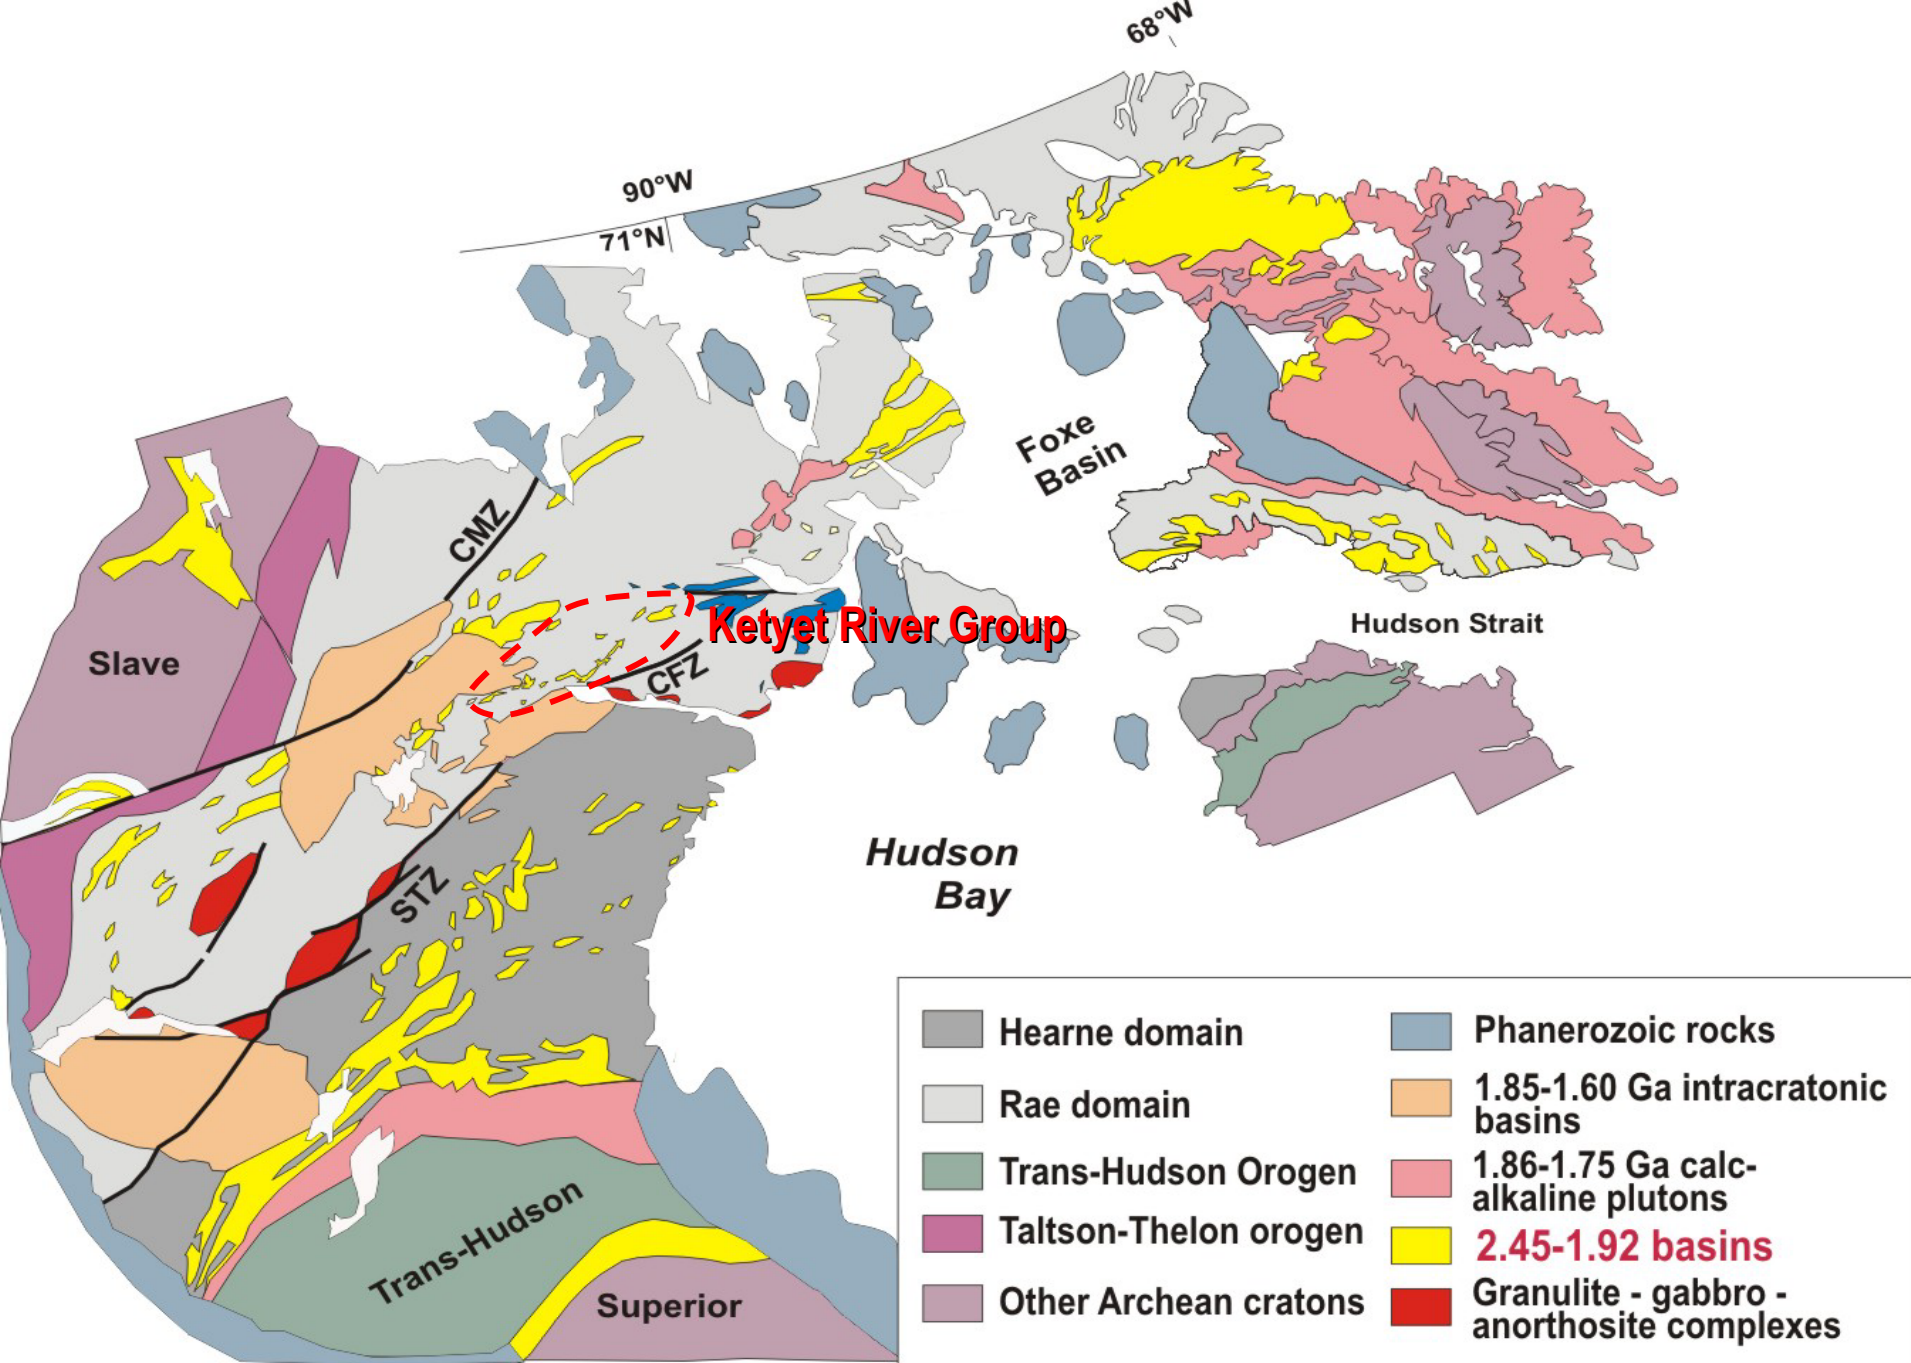 68°W
90°W
71°N
Foxe
Basin
CMZ
Slave
Ketyet River Group
CFZ
Hudson Strait
STZ
Hudson
Bay
Trans-Hudson
Superior
Hearne domain
Rae domain
Trans-Hudson Orogen
Taltson-Thelon orogen
Other Archean cratons
Phanerozoic rocks
1.85-1.60 Ga intracratonic
basins
1.86-1.75 Ga calc-
alkaline plutons
2.45-1.92 basins
Granulite - gabbro -
anorthosite complexes